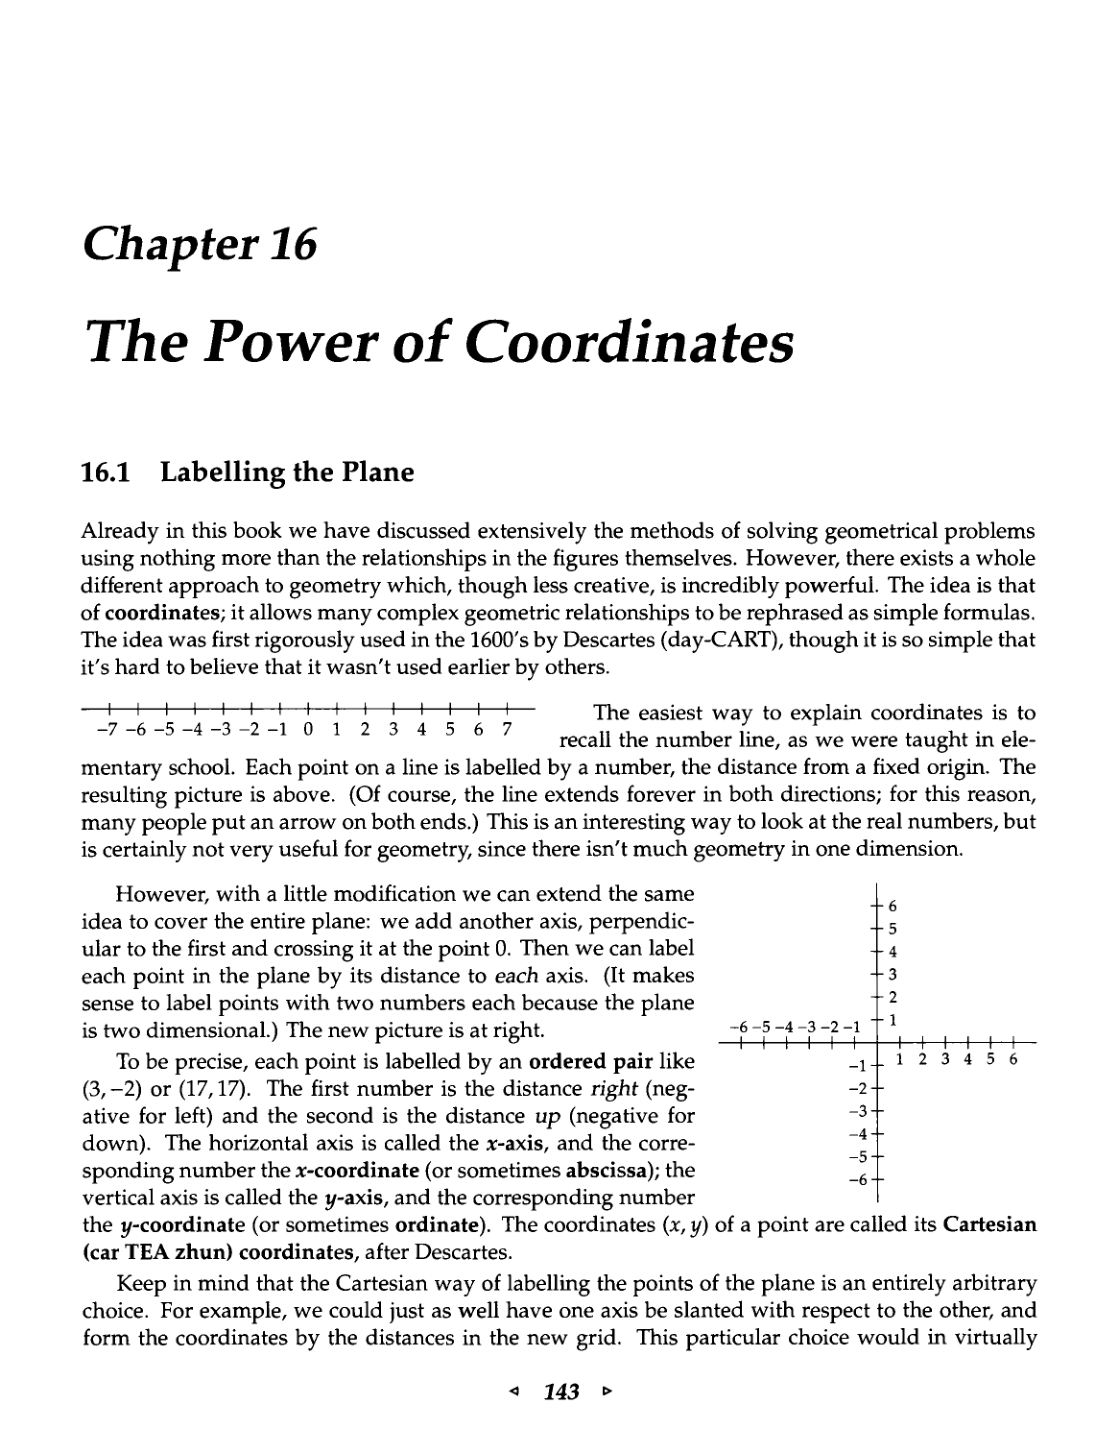 Chapter 16
The Power of Coordinates
16.1 Labelling the Plane
Already in this book we have discussed extensively the methods of solving geometrical problems
using nothing more than the relationships in the figures themselves. However, there exists a whole
different approach to geometry which, though less creative, is incredibly powerful. The idea is that
of coordinates; it allows many complex geometric relationships to be rephrased as simple formulas.
The idea was first rigorously used in the 1600's by Descartes (day-CART), though it is so simple that
it's hard to believe that it wasn't used earlier by others.
-7 -6 -5 -4 -3 -2 -1 0 1 2 3 4 5 6 7
The easiest way to explain coordinates is to
recall the number line, as we were taught in ele-
mentary school. Each point on a line is labelled by a number, the distance from a fixed origin. The
resulting picture is above. (Of course, the line extends forever in both directions; for this reason,
many people put an arrow on both ends.) This is an interesting way to look at the real numbers, but
is certainly not very useful for geometry, since there isn't much geometry in one dimension.
However, with a little modification we can extend the same
idea to cover the entire plane: we add another axis, perpendic-
ular to the first and crossing it at the point 0. Then we can label
each point in the plane by its distance to each axis. (It makes
sense to label points with two numbers each because the plane
is two dimensional.) The new picture is at right.
To be precise, each point is labelled by an ordered pair like
(3, -2) or (17, 17). The first number is the distance right (neg-
ative for left) and the second is the distance up (negative for
down). The horizontal axis is called the x-axis, and the corre-
sponding number the x-coordinate (or sometimes abscissa); the
vertical axis is called the y-axis, and the corresponding number
6
5
4
3
2
1
-6 -5 -4 -3 -2 -1
1 2 3 4 5 6
-1
-2
-3
-4
-5
-6
the y-coordinate (or sometimes ordinate). The coordinates (x, y) of a point are called its Cartesian
(car TEA zhun) coordinates, after Descartes.
Keep in mind that the Cartesian way of labelling the points of the plane is an entirely arbitrary
choice. For example, we could just as well have one axis be slanted with respect to the other, and
form the coordinates by the distances in the new grid. This particular choice would in virtually
◃ 143 ▹